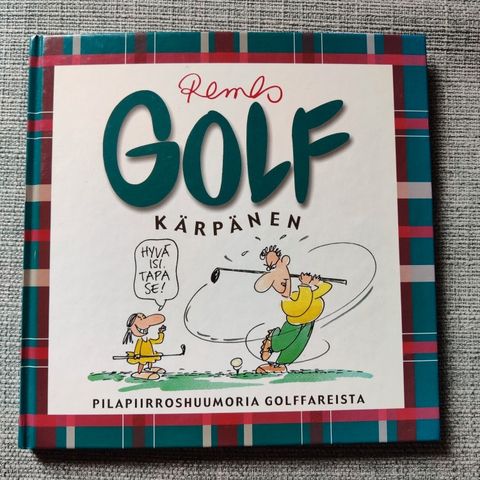 Remes
GOLF
KÄRPÄNEN
HYVÄ
ISI.
TAPA
SE!
PILAPIIRROSHUUMORIA GOLFFAREISTA